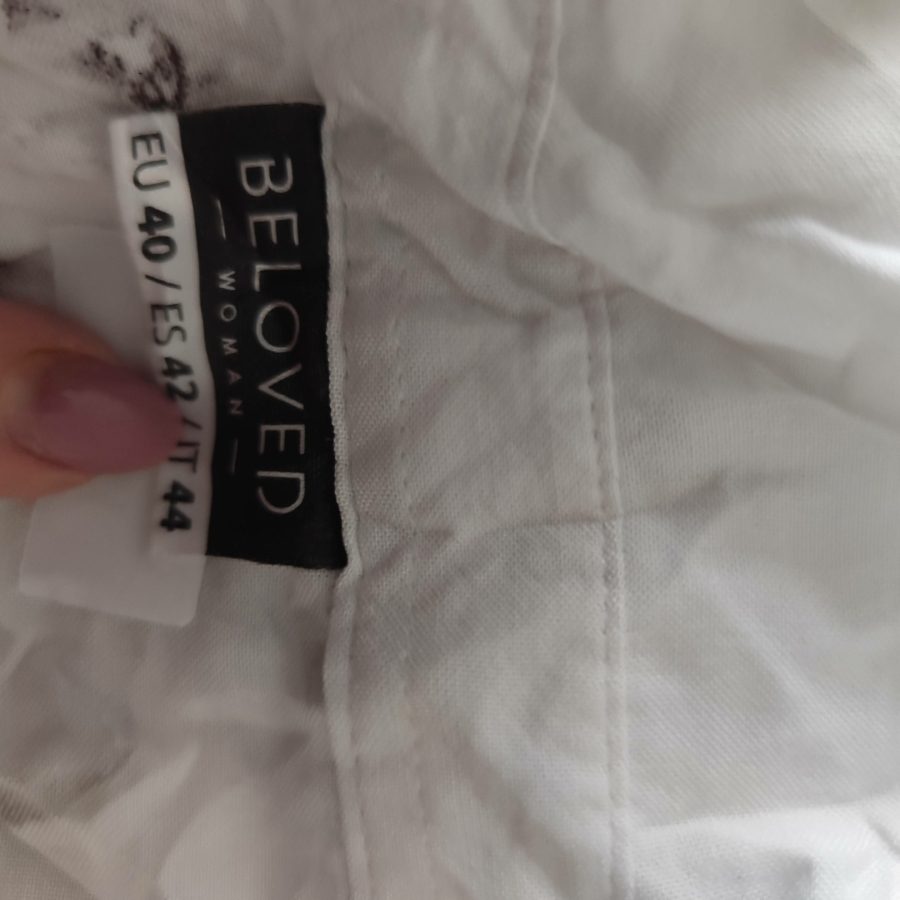 BELOVED
— WOMAN —
EU 40 / ES 42 / IT 44